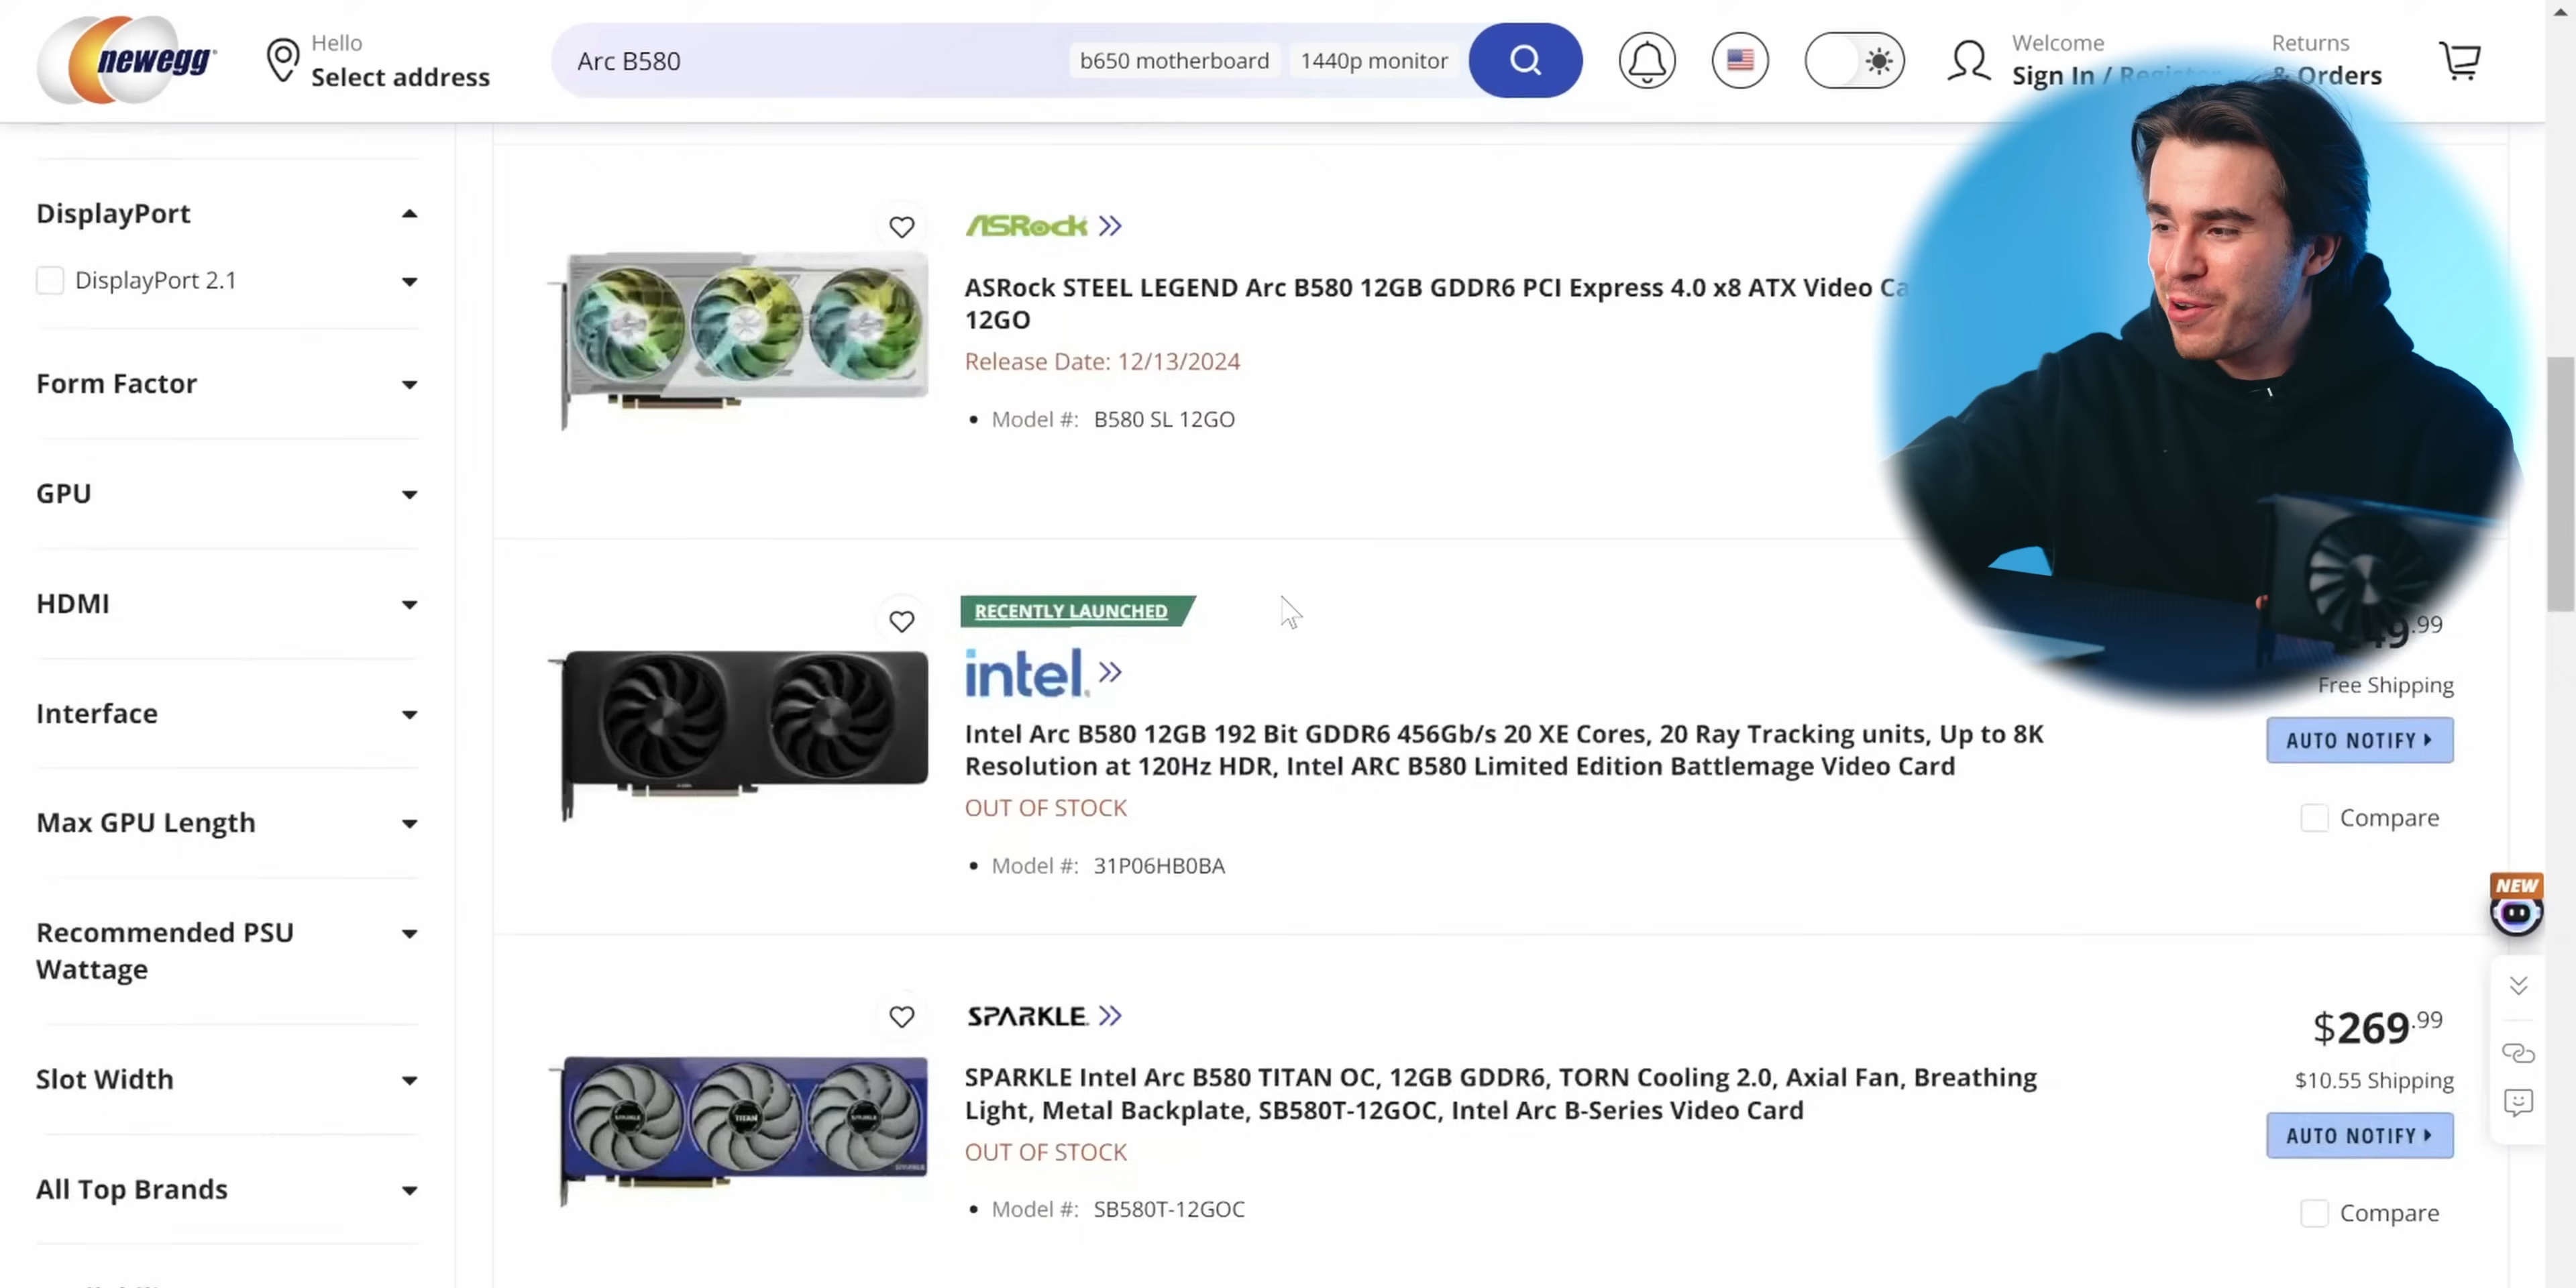 newegg
Hello
Select address
Arc B580
b650 motherboard
1440p monitor
Welcome
Sign In / Register
Returns
& Orders
DisplayPort
DisplayPort 2.1
Form Factor
GPU
HDMI
Interface
Max GPU Length
Recommended PSU
Wattage
Slot Width
All Top Brands
ASRock
ASRock STEEL LEGEND Arc B580 12GB GDDR6 PCI Express 4.0 x8 ATX Video Ca
12GO
Release Date: 12/13/2024
• Model #: B580 SL 12GO
RECENTLY LAUNCHED
intel.
Intel Arc B580 12GB 192 Bit GDDR6 456Gb/s 20 XE Cores, 20 Ray Tracking units, Up to 8K
Resolution at 120Hz HDR, Intel ARC B580 Limited Edition Battlemage Video Card
OUT OF STOCK
• Model #: 31P06HB0BA
49.99
Free Shipping
AUTO NOTIFY
Compare
NEW
SPARKLE
SPARKLE Intel Arc B580 TITAN OC, 12GB GDDR6, TORN Cooling 2.0, Axial Fan, Breathing
Light, Metal Backplate, SB580T-12GOC, Intel Arc B-Series Video Card
OUT OF STOCK
• Model #: SB580T-12GOC
$269.99
$10.55 Shipping
AUTO NOTIFY
Compare
SPARKLE
TITAN
SPARKLE
SPARKLE